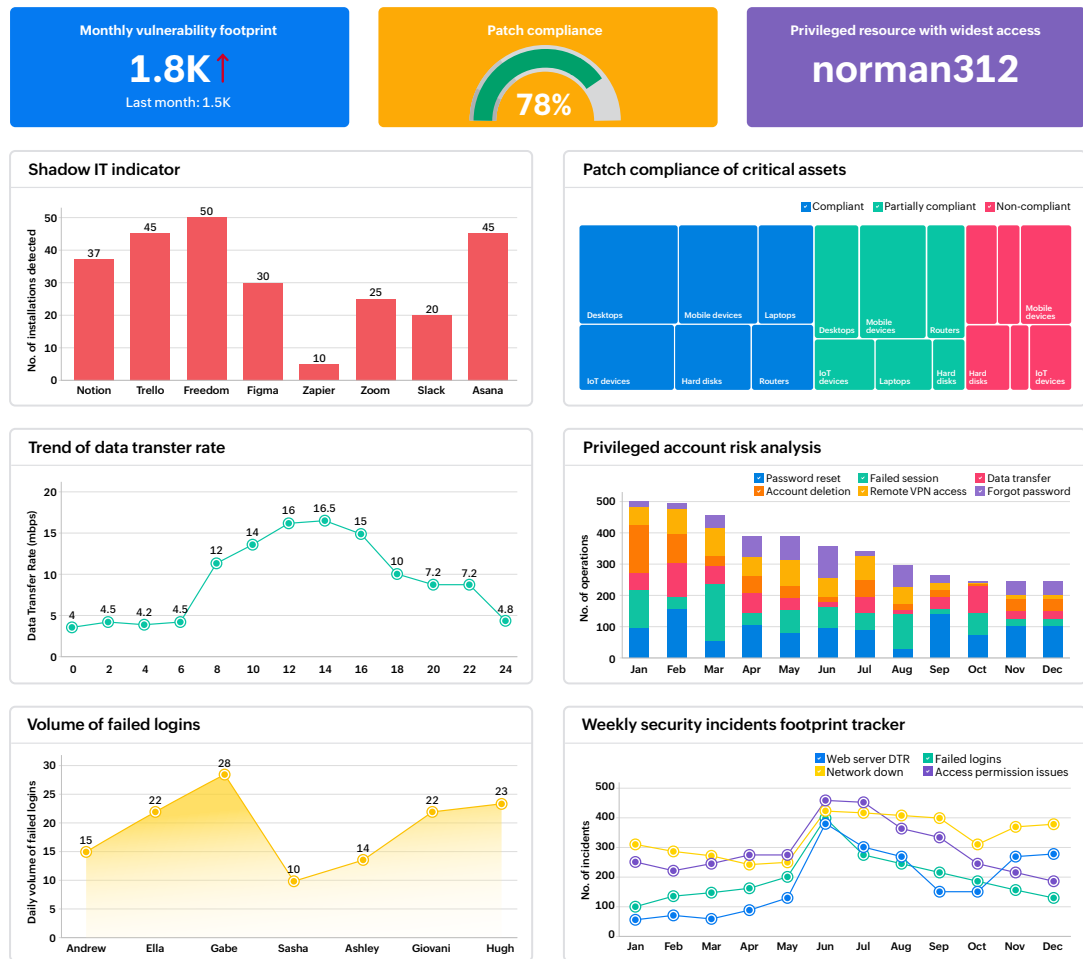 Monthly vulnerability footprint
1.8K↑
Last month: 1.5K
Patch compliance
78%
Privileged resource with widest access
norman312
Shadow IT indicator
No. of installations detected
50
40
30
20
10
0
37
45
50
30
10
25
20
45
Notion Trello Freedom Figma Zapier Zoom Slack Asana
Patch compliance of critical assets
Compliant Partially compliant Non-compliant
Desktops
Mobile devices
Laptops
IoT devices
Hard disks
Routers
Desktops
Mobile
devices
Routers
IoT
devices
Laptops
Hard
disks
Mobile
devices
Hard
disks
IoT
devices
Trend of data transter rate
Data Transfer Rate (mbps)
20
15
10
5
0
4
4.5
4.2
4.5
12
14
16
16.5
15
10
7.2
7.2
4.8
0 2 4 6 8 10 12 14 16 18 20 22 24
Privileged account risk analysis
Password reset Failed session Data transfer
Account deletion Remote VPN access Forgot password
No. of operations
500
400
300
200
100
0
Jan Feb Mar Apr May Jun Jul Aug Sep Oct Nov Dec
Volume of failed logins
Daily volume of failed logins
30
25
20
15
10
5
0
15
22
28
10
14
22
23
Andrew Ella Gabe Sasha Ashley Giovani Hugh
Weekly security incidents footprint tracker
Web server DTR Failed logins
Network down Access permission issues
No. of incidents
500
400
300
200
100
0
Jan Feb Mar Apr May Jun Jul Aug Sep Oct Nov Dec